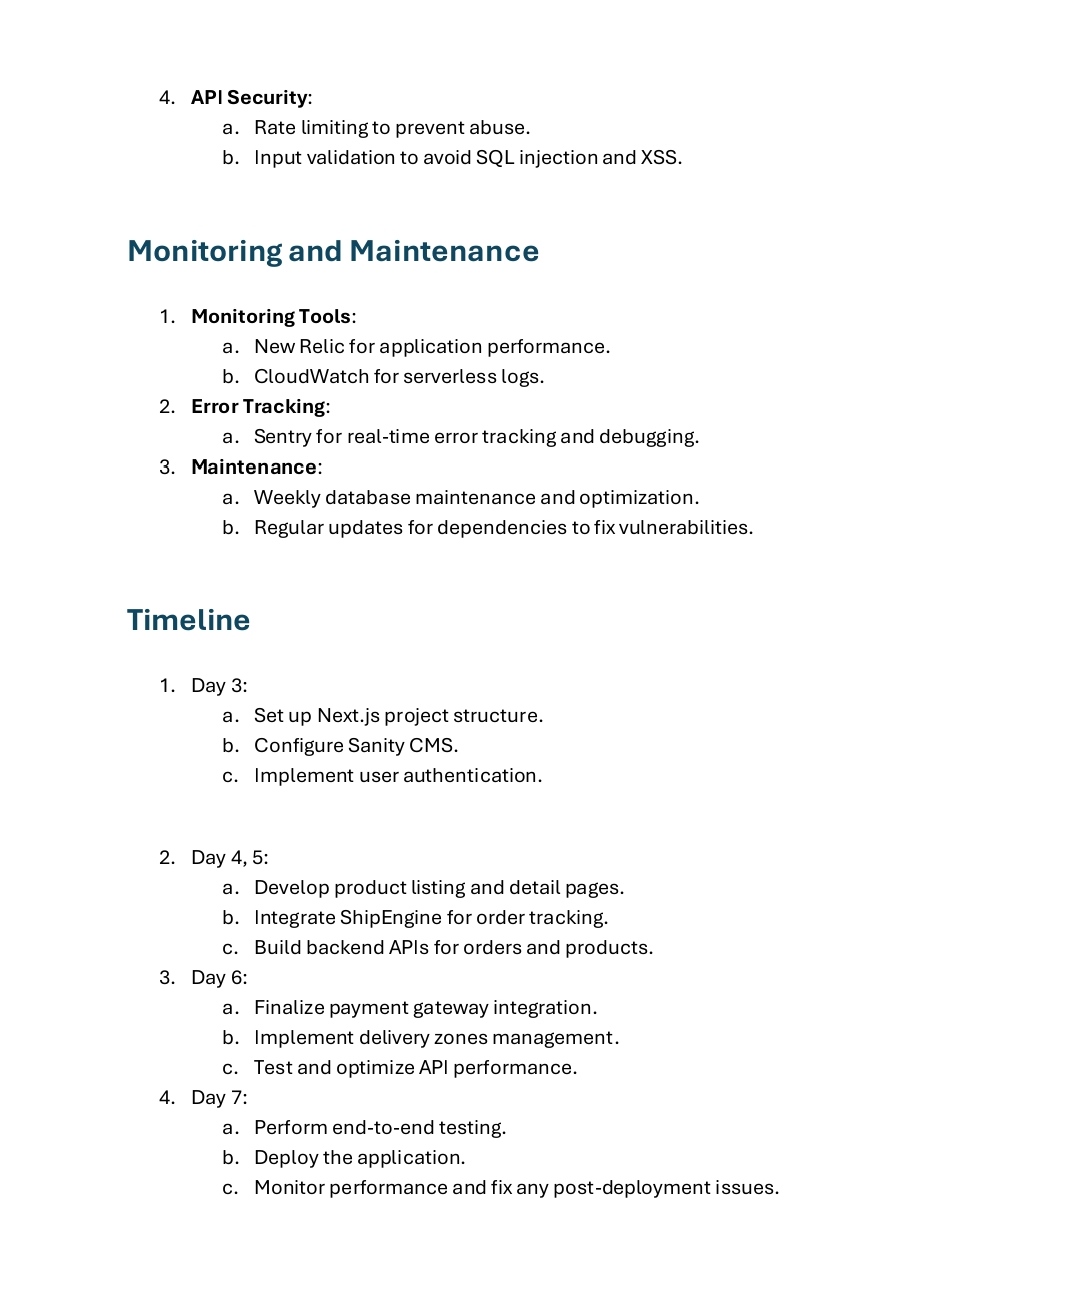 4. API Security:
a. Rate limiting to prevent abuse.
b. Input validation to avoid SQL injection and XSS.
Monitoring and Maintenance
1. Monitoring Tools:
a. New Relic for application performance.
b. CloudWatch for serverless logs.
2. Error Tracking:
a. Sentry for real-time error tracking and debugging.
3. Maintenance:
a. Weekly database maintenance and optimization.
b. Regular updates for dependencies to fix vulnerabilities.
Timeline
1. Day 3:
a. Set up Next.js project structure.
b. Configure Sanity CMS.
c. Implement user authentication.
2. Day 4, 5:
a. Develop product listing and detail pages.
b. Integrate ShipEngine for order tracking.
c. Build backend APIs for orders and products.
3. Day 6:
a. Finalize payment gateway integration.
b. Implement delivery zones management.
c. Test and optimize API performance.
4. Day 7:
a. Perform end-to-end testing.
b. Deploy the application.
c. Monitor performance and fix any post-deployment issues.